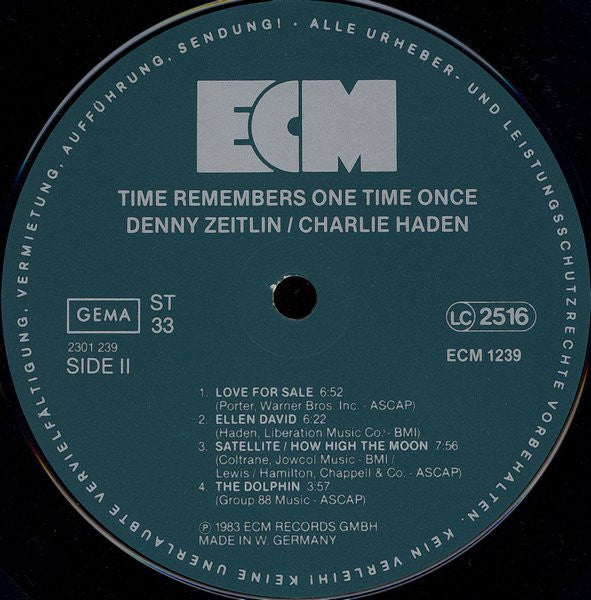 ALLE URHEBER- UND LEISTUNGSSCHUTZRECHTE VORBEHALTEN · KEIN VERLEIH! KEINE UNERLAUBTE VERVIELFÄLTIGUNG, VERMIETUNG, AUFFÜHRUNG, SENDUNG! ·
ECM
TIME REMEMBERS ONE TIME ONCE
DENNY ZEITLIN / CHARLIE HADEN
GEMA
ST
33
LC 2516
2301 239
SIDE II
ECM 1239
1. LOVE FOR SALE 6:52
(Porter, Warner Bros. Inc. - ASCAP)
2. ELLEN DAVID 6:22
(Haden, Liberation Music Co. - BMI)
3. SATELLITE / HOW HIGH THE MOON 7:56
(Coltrane, Jowcol Music - BMI /
Lewis / Hamilton, Chappell & Co. - ASCAP)
4. THE DOLPHIN 3:57
(Group 88 Music - ASCAP)
Ⓟ 1983 ECM RECORDS GMBH
MADE IN W. GERMANY